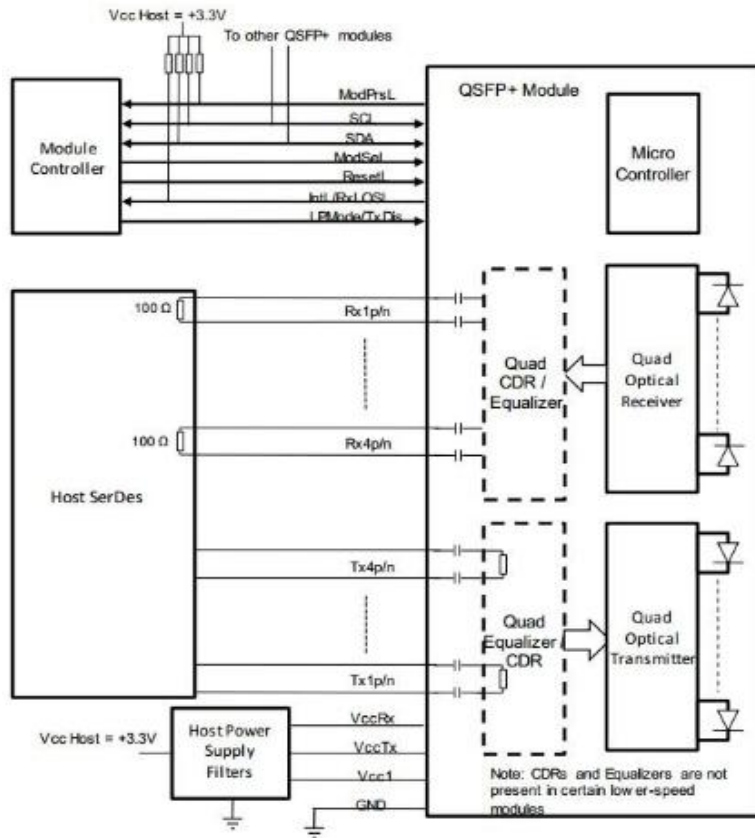 Vcc Host = +3.3V
To other QSFP+ modules
Module
Controller
ModPrsL
SCL
SDA
ModSeL
ResetL
IntL/RxLOSL
LPMode/TxDis
QSFP+ Module
Micro
Controller
Host SerDes
100 Ω
Rx1p/n
100 Ω
Rx4p/n
Tx4p/n
Tx1p/n
Quad
CDR /
Equalizer
Quad
Optical
Receiver
Quad
Equalizer /
CDR
Quad
Optical
Transmitter
Vcc Host = +3.3V
Host Power
Supply
Filters
VccRx
VccTx
Vcc1
GND
Note: CDRs and Equalizers are not
present in certain lower-speed
modules